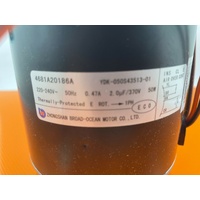 4681A20186A YDK-050S43513-01
220-240V~ 50Hz 0.47A 2.0μF/370V 50W
Thermally-Protected E ROT. 1PH
ZHONGSHAN BROAD-OCEAN MOTOR CO.,LTD